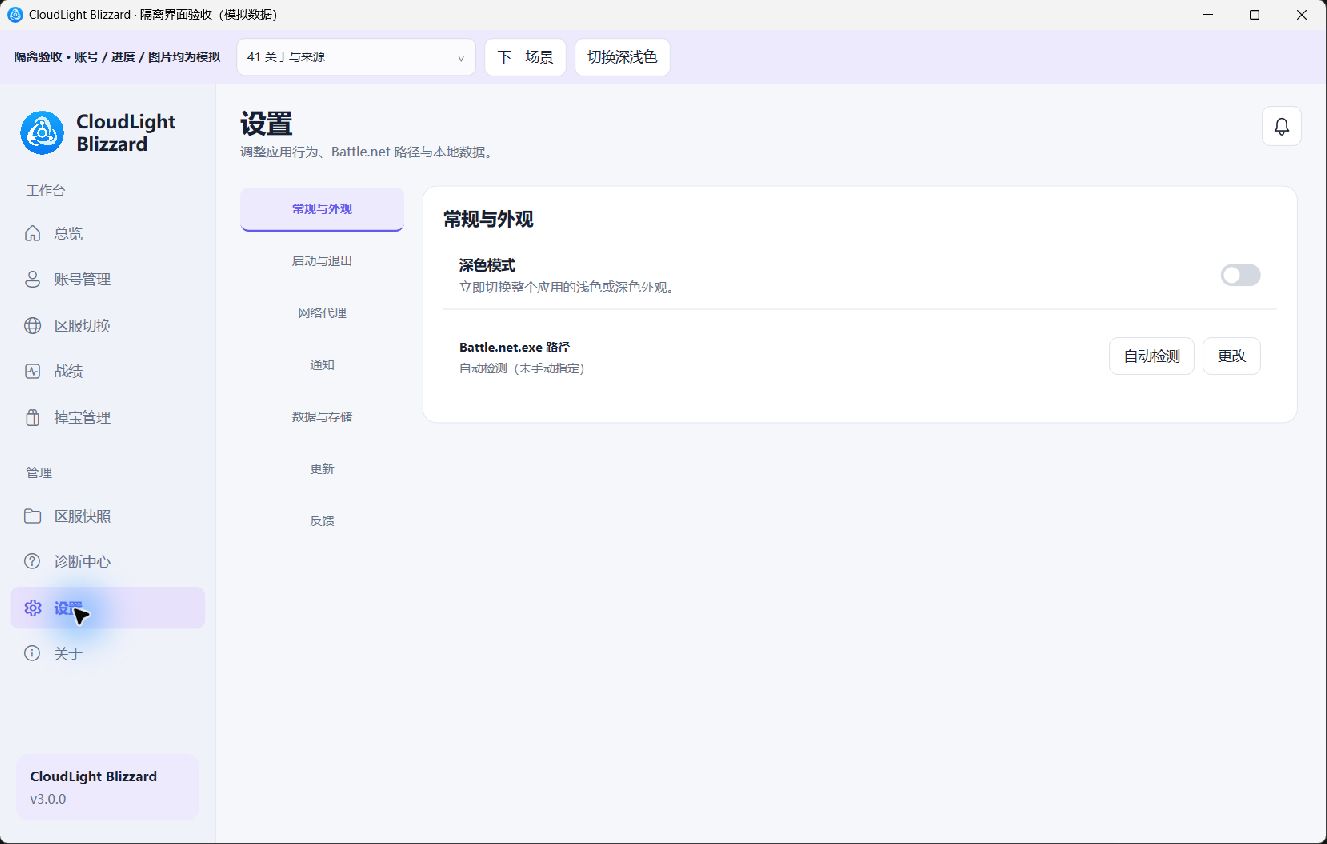 CloudLight Blizzard · 隔离界面验收（模拟数据）
隔离验收 • 账号 / 进度 / 图片均为模拟
41 关于与来源
下一场景
切换深浅色
CloudLight
Blizzard
工作台
总览
账号管理
区服切换
战绩
掉宝管理
管理
区服快照
诊断中心
设置
关于
CloudLight Blizzard
v3.0.0
设置
调整应用行为、Battle.net 路径与本地数据。
常规与外观
启动与退出
网络代理
通知
数据与存储
更新
反馈
常规与外观
深色模式
立即切换整个应用的浅色或深色外观。
Battle.net.exe 路径
自动检测（未手动指定）
自动检测
更改